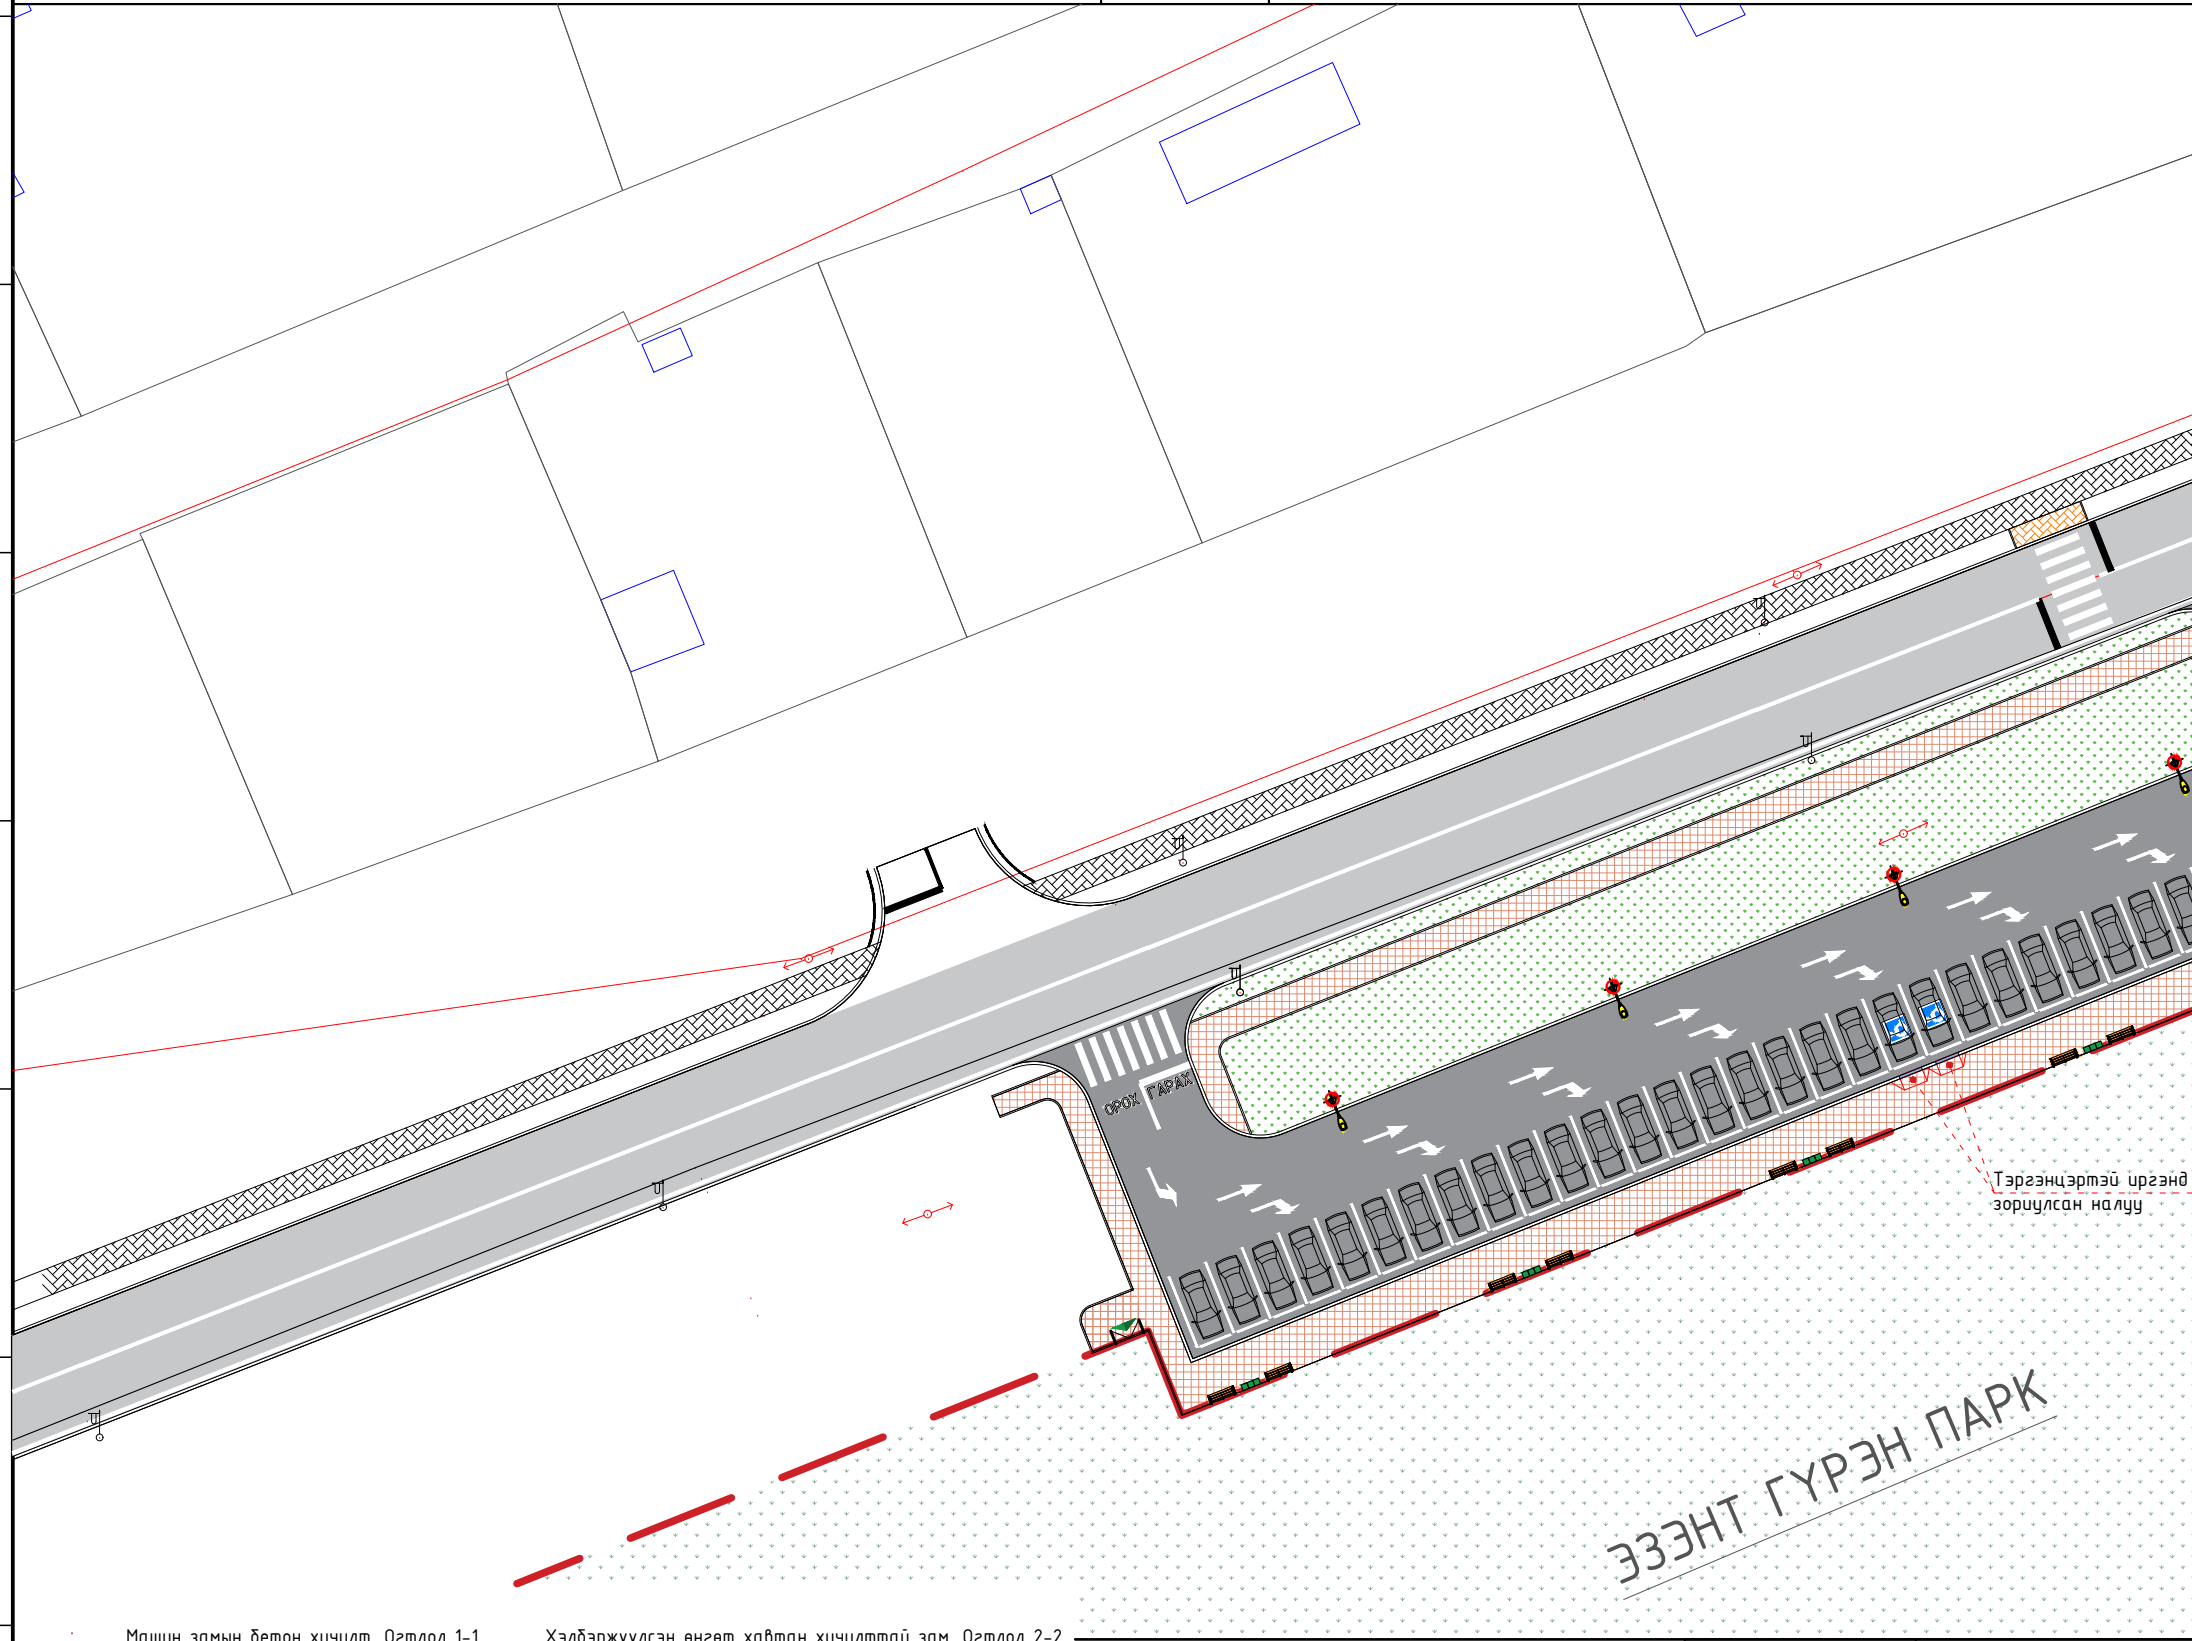 ОРОХ ГАРАХ
Тэргэнцэртэй иргэнд
зориулсан налуу
ЭЗЭНТ ГҮРЭН ПАРК
Машин замын бетон хучилт. Огтлол 1-1
Хэлбэржүүлсэн өнгөт хавтан хучилттай зам. Огтлол 2-2